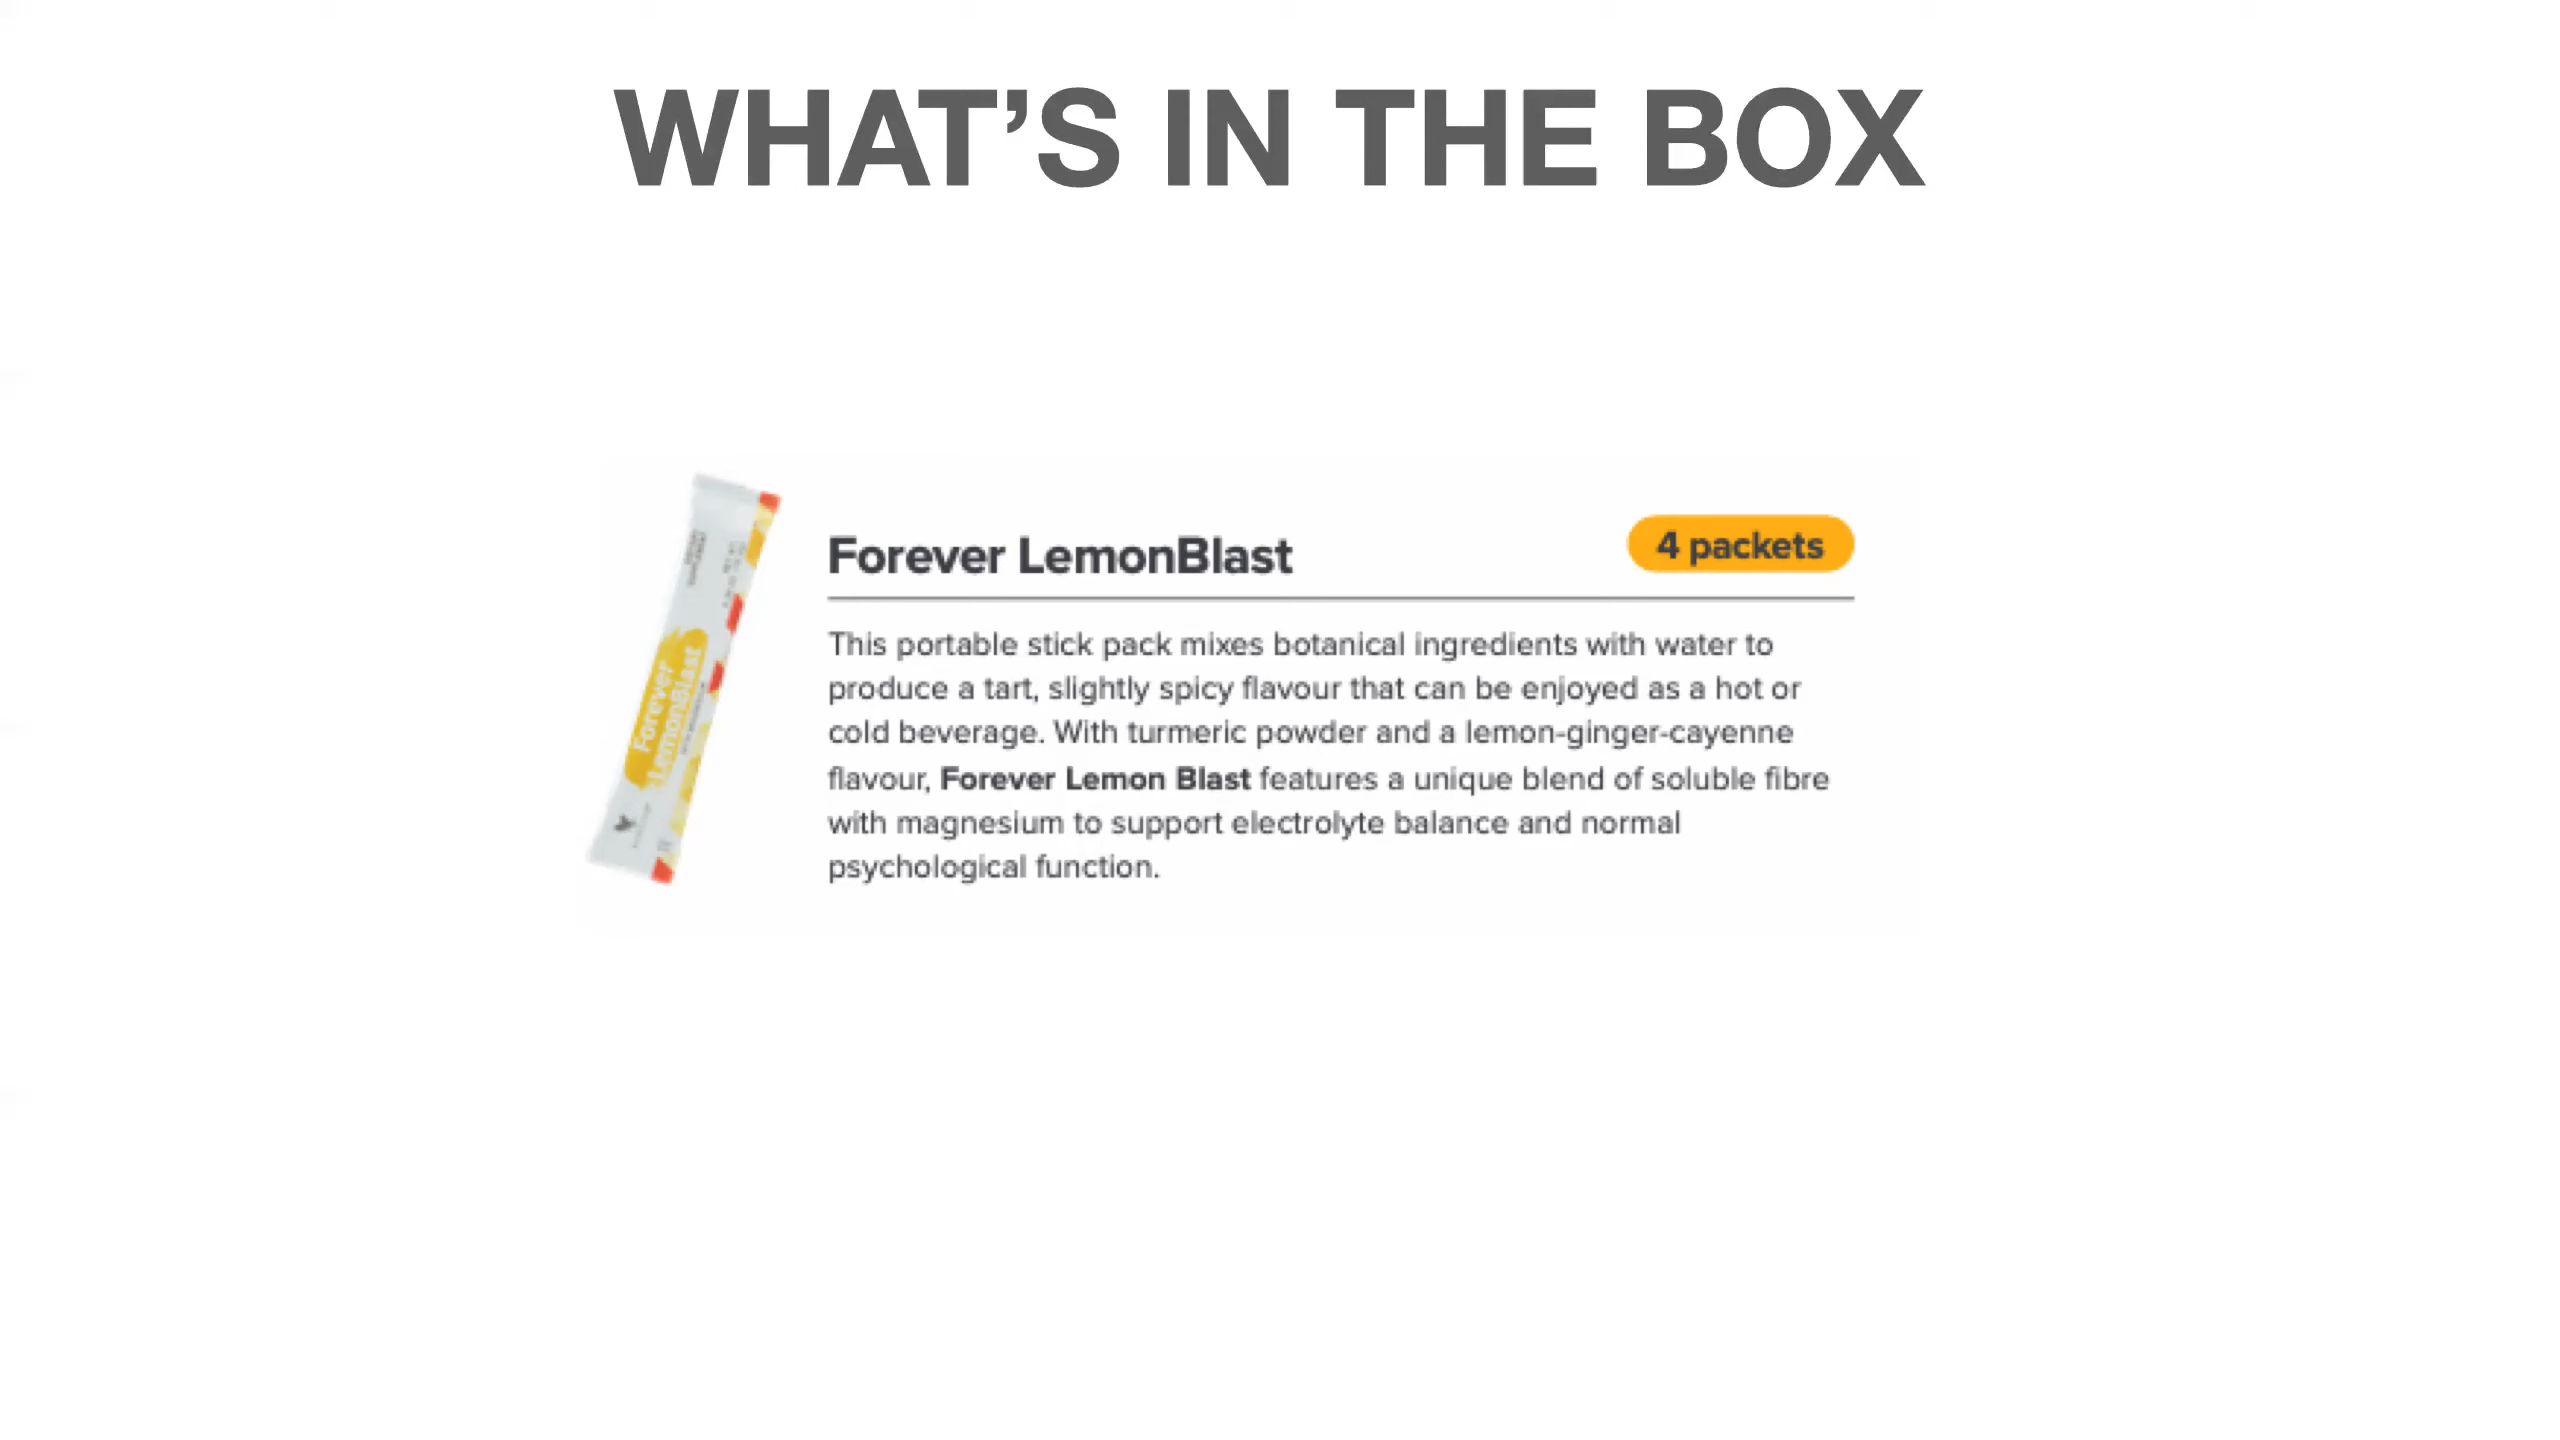 WHAT’S IN THE BOX
Forever LemonBlast
4 packets
This portable stick pack mixes botanical ingredients with water to
produce a tart, slightly spicy flavour that can be enjoyed as a hot or
cold beverage. With turmeric powder and a lemon-ginger-cayenne
flavour, Forever Lemon Blast features a unique blend of soluble fibre
with magnesium to support electrolyte balance and normal
psychological function.
Forever
LemonBlast